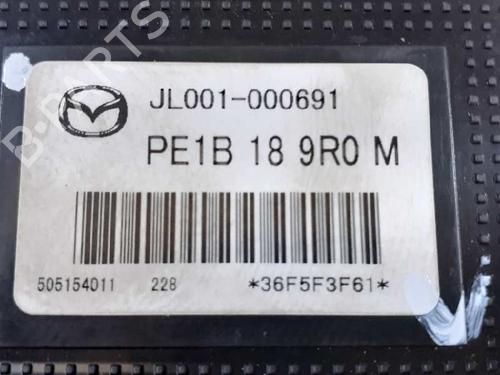 B-PARTS
JL001-000691
PE1B 18 9R0 M
505154011 228 *36F5F3F61*